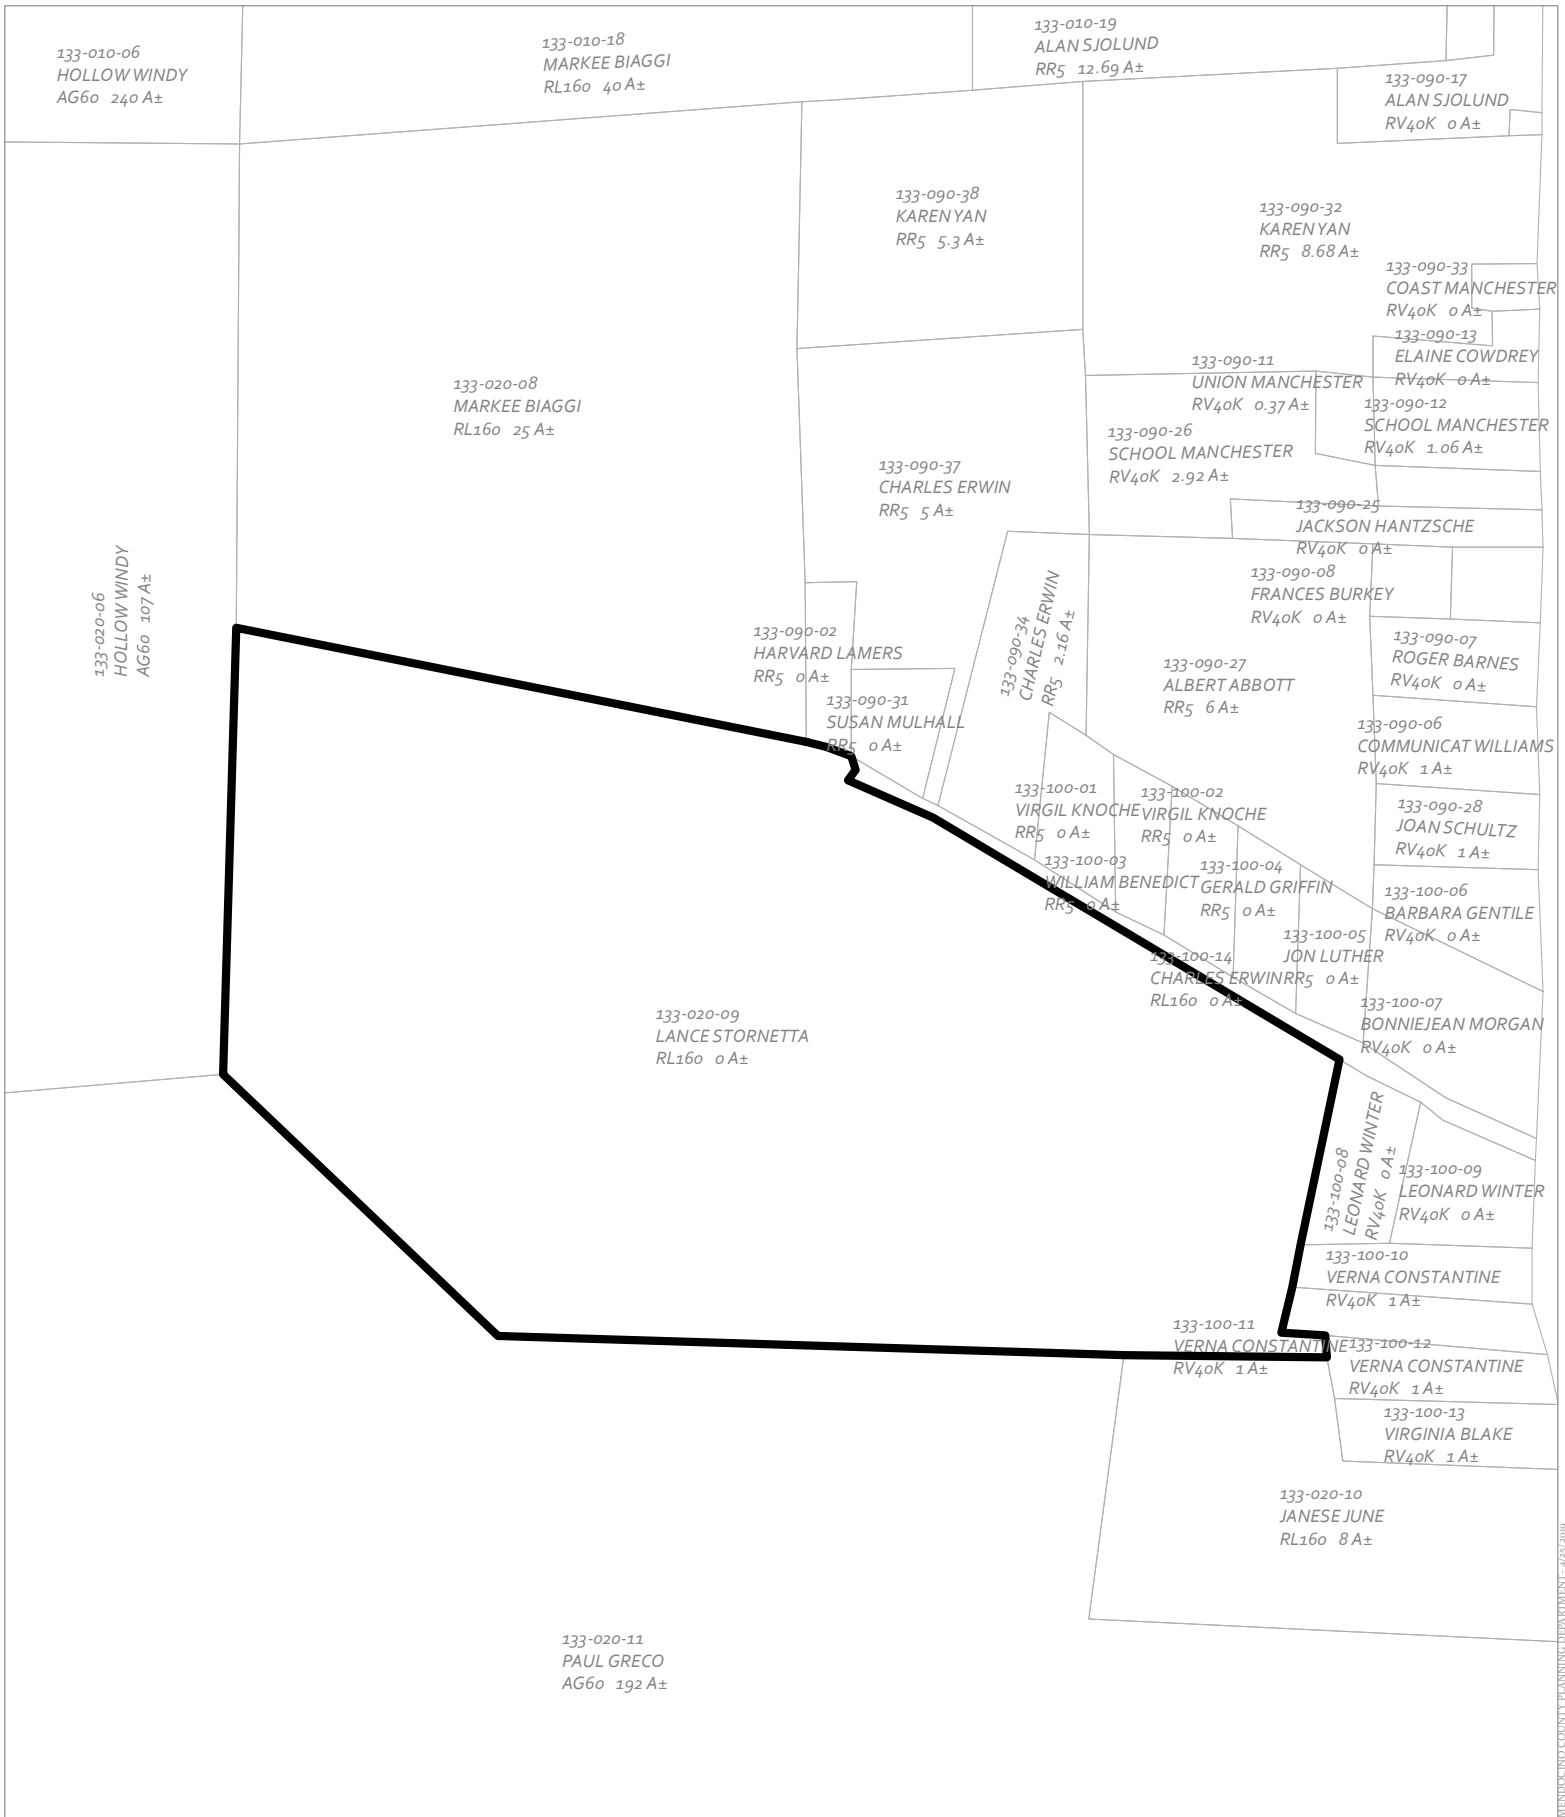 133-010-06
HOLLOW WINDY
AG60 240 A±
133-010-18
MARKEE BIAGGI
RL160 40 A±
133-010-19
ALAN SJOLUND
RR5 12.69 A±
133-090-17
ALAN SJOLUND
RV40K 0 A±
133-090-38
KAREN YAN
RR5 5.3 A±
133-090-32
KAREN YAN
RR5 8.68 A±
133-090-33
COAST MANCHESTER
RV40K 0 A±
133-090-13
ELAINE COWDREY
RV40K 0 A±
133-090-11
UNION MANCHESTER
RV40K 0.37 A±
133-020-08
MARKEE BIAGGI
RL160 25 A±
133-090-12
SCHOOL MANCHESTER
RV40K 1.06 A±
133-090-26
SCHOOL MANCHESTER
RV40K 2.92 A±
133-090-37
CHARLES ERWIN
RR5 5 A±
133-090-25
JACKSON HANTZSCHE
RV40K 0 A±
133-020-06
HOLLOW WINDY
AG60 107 A±
133-090-08
FRANCES BURKEY
RV40K 0 A±
133-090-34
CHARLES ERWIN
RR5 2.16 A±
133-090-02
HARVARD LAMERS
RR5 0 A±
133-090-07
ROGER BARNES
RV40K 0 A±
133-090-27
ALBERT ABBOTT
RR5 6 A±
133-090-31
SUSAN MULHALL
RR5 0 A±
133-090-06
COMMUNICAT WILLIAMS
RV40K 1 A±
133-100-01
VIRGIL KNOCHE
RR5 0 A±
133-100-02
VIRGIL KNOCHE
RR5 0 A±
133-090-28
JOAN SCHULTZ
RV40K 1 A±
133-100-03
WILLIAM BENEDICT
RR5 0 A±
133-100-04
GERALD GRIFFIN
RR5 0 A±
133-100-06
BARBARA GENTILE
RV40K 0 A±
133-100-05
JON LUTHER
RR5 0 A±
133-100-14
CHARLES ERWIN
RL160 0 A±
133-100-07
BONNIEJEAN MORGAN
RV40K 0 A±
133-020-09
LANCE STORNETTA
RL160 0 A±
133-100-08
LEONARD WINTER
RV40K 0 A±
133-100-09
LEONARD WINTER
RV40K 0 A±
133-100-10
VERNA CONSTANTINE
RV40K 1 A±
133-100-11
VERNA CONSTANTINE
RV40K 1 A±
133-100-12
VERNA CONSTANTINE
RV40K 1 A±
133-100-13
VIRGINIA BLAKE
RV40K 1 A±
133-020-10
JANESE JUNE
RL160 8 A±
133-020-11
PAUL GRECO
AG60 192 A±
MENDOCINO COUNTY PLANNING DEPARTMENT - 4/25/2019